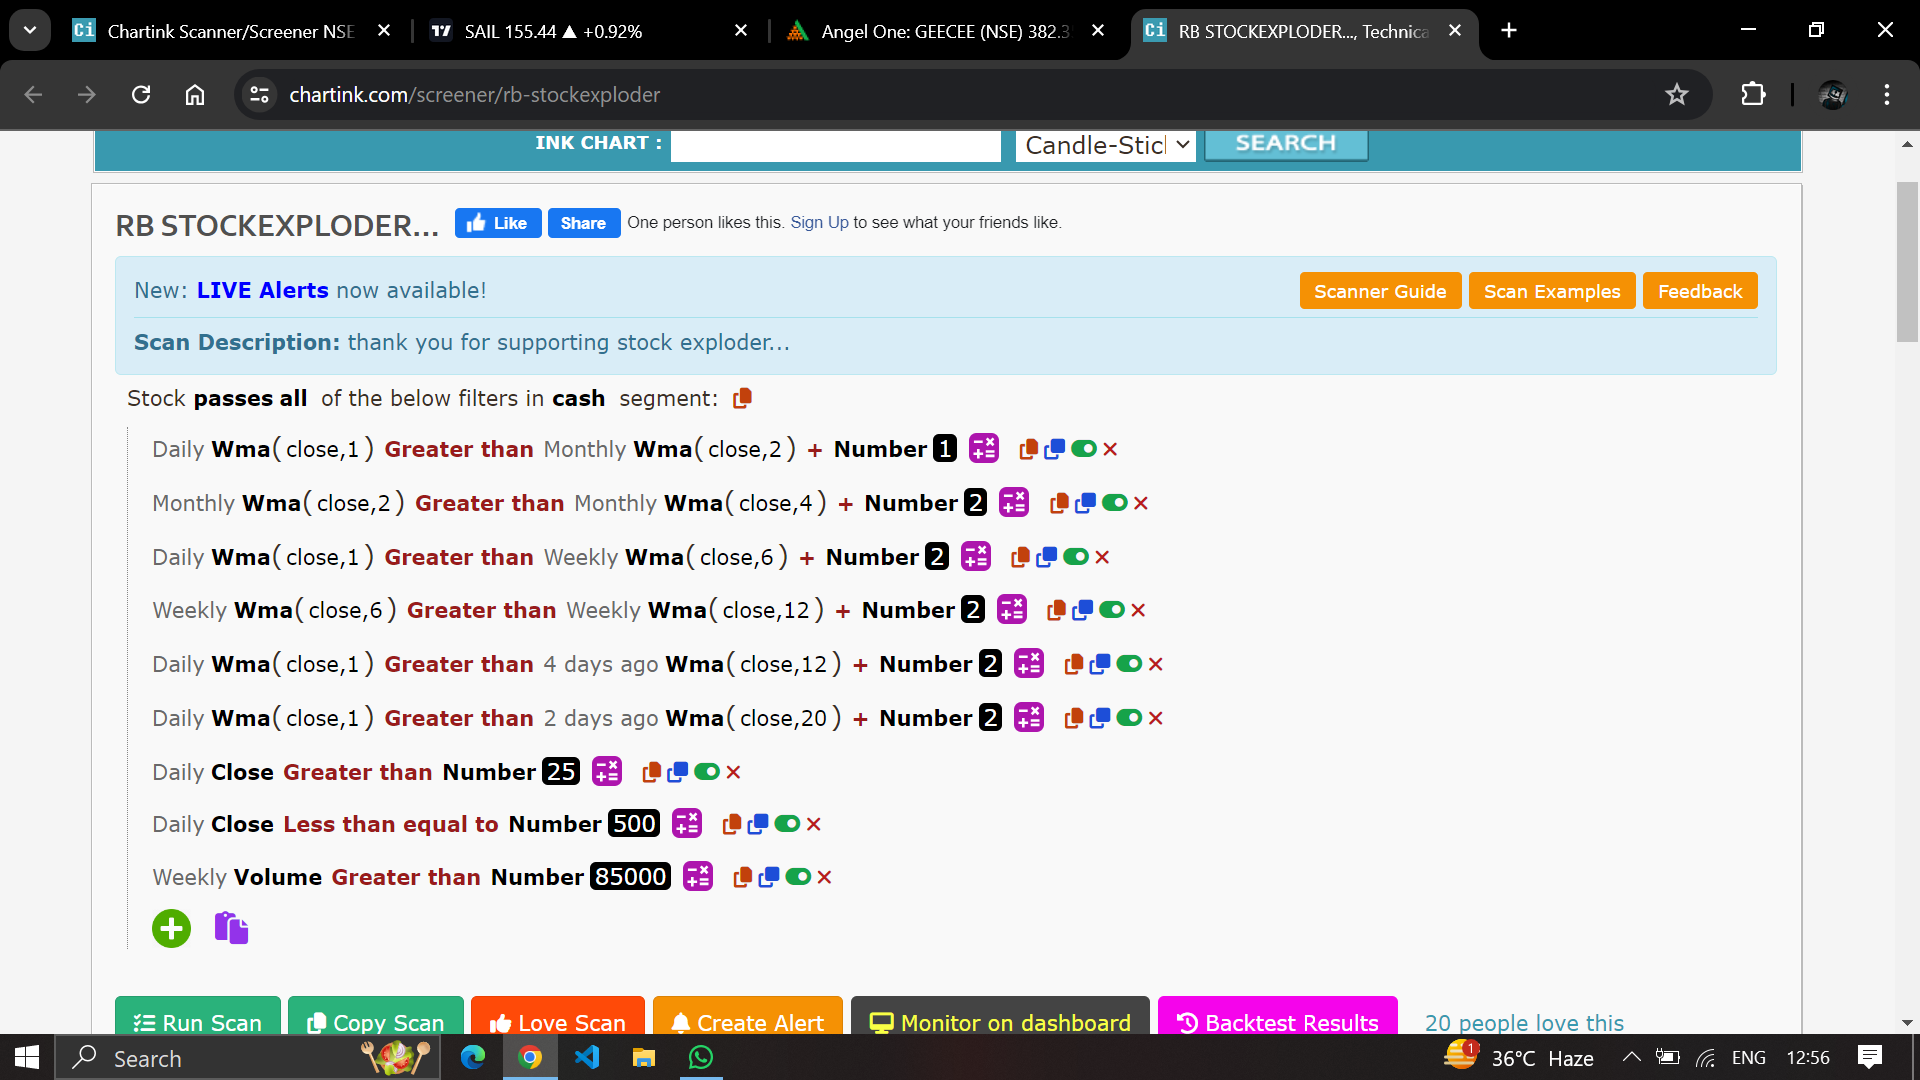 Chartink Scanner/Screener NSE
SAIL 155.44 ▲ +0.92%
Angel One: GEECEE (NSE) 382.3
RB STOCKEXPLODER..., Technica
chartink.com/screener/rb-stockexploder
INK CHART :
Candle-Stic
SEARCH
RB STOCKEXPLODER...
Like
Share
One person likes this. Sign Up to see what your friends like.
New: LIVE Alerts now available!
Scanner Guide
Scan Examples
Feedback
Scan Description: thank you for supporting stock exploder...
Stock passes all of the below filters in cash segment:
Daily Wma(close,1) Greater than Monthly Wma(close,2) + Number 1
Monthly Wma(close,2) Greater than Monthly Wma(close,4) + Number 2
Daily Wma(close,1) Greater than Weekly Wma(close,6) + Number 2
Weekly Wma(close,6) Greater than Weekly Wma(close,12) + Number 2
Daily Wma(close,1) Greater than 4 days ago Wma(close,12) + Number 2
Daily Wma(close,1) Greater than 2 days ago Wma(close,20) + Number 2
Daily Close Greater than Number 25
Daily Close Less than equal to Number 500
Weekly Volume Greater than Number 85000
Run Scan
Copy Scan
Love Scan
Create Alert
Monitor on dashboard
Backtest Results
20 people love this
Search
1
36°C Haze
ENG
12:56